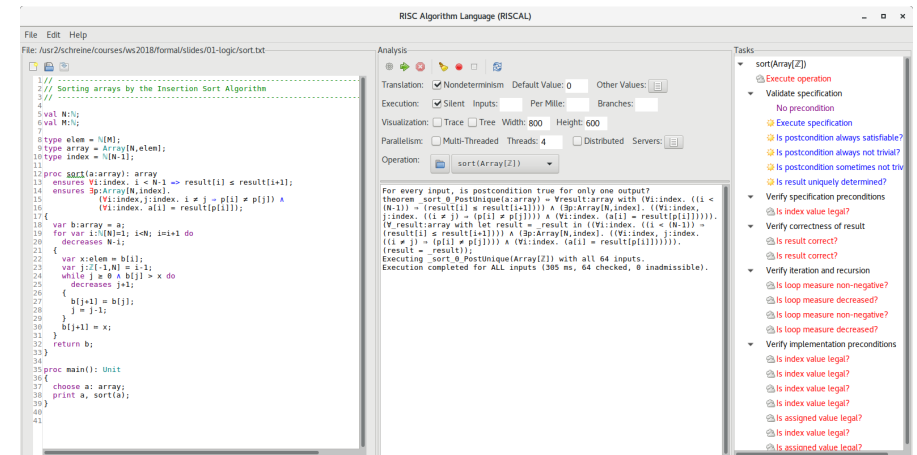 RISC Algorithm Language (RISCAL)
File Edit Help
File: /usr2/schreine/courses/ws2018/formal/slides/01-logic/sort.txt
1 // -----------------------------------------------------------------
2 // Sorting arrays by the Insertion Sort Algorithm
3 // -----------------------------------------------------------------
4
5 val N:ℕ;
6 val M:ℕ;
7
8 type elem = ℕ[M];
9 type array = Array[N,elem];
10 type index = ℕ[N-1];
11
12 proc sort(a:array): array
13 ensures ∀i:index. i < N-1 => result[i] ≤ result[i+1];
14 ensures ∃p:Array[N,index].
15 (∀i:index,j:index. i ≠ j ⇒ p[i] ≠ p[j]) ∧
16 (∀i:index. a[i] = result[p[i]]);
17 {
18 var b:array = a;
19 for var i:ℕ[N]=1; i<N; i=i+1 do
20 decreases N-i;
21 {
22 var x:elem = b[i];
23 var j:ℤ[-1,N] = i-1;
24 while j ≥ 0 ∧ b[j] > x do
25 decreases j+1;
26 {
27 b[j+1] = b[j];
28 j = j-1;
29 }
30 b[j+1] = x;
31 }
32 return b;
33 }
34
35 proc main(): Unit
36 {
37 choose a: array;
38 print a, sort(a);
39 }
40
41
Analysis
Translation: Nondeterminism Default Value: 0 Other Values:
Execution: Silent Inputs: Per Mille: Branches:
Visualization: Trace Tree Width: 800 Height: 600
Parallelism: Multi-Threaded Threads: 4 Distributed Servers:
Operation: sort(Array[ℤ])
For every input, is postcondition true for only one output?
theorem _sort_0_PostUnique(a:array) ⇔ ∀result:array with (∀i:index. ((i <
(N-1)) ⇒ (result[i] ≤ result[i+1]))) ∧ (∃p:Array[N,index]. ((∀i:index,
j:index. ((i ≠ j) ⇒ (p[i] ≠ p[j]))) ∧ (∀i:index. (a[i] = result[p[i]])))).
(∀_result:array with let result = _result in ((∀i:index. ((i < (N-1)) ⇒
(result[i] ≤ result[i+1]))) ∧ (∃p:Array[N,index]. ((∀i:index, j:index.
((i ≠ j) ⇒ (p[i] ≠ p[j]))) ∧ (∀i:index. (a[i] = result[p[i]]))))).
(result = _result));
Executing _sort_0_PostUnique(Array[ℤ]) with all 64 inputs.
Execution completed for ALL inputs (305 ms, 64 checked, 0 inadmissible).
Tasks
sort(Array[ℤ])
Execute operation
Validate specification
No precondition
Execute specification
Is postcondition always satisfiable?
Is postcondition always not trivial?
Is postcondition sometimes not triv
Is result uniquely determined?
Verify specification preconditions
Is index value legal?
Verify correctness of result
Is result correct?
Is result correct?
Verify iteration and recursion
Is loop measure non-negative?
Is loop measure decreased?
Is loop measure non-negative?
Is loop measure decreased?
Verify implementation preconditions
Is index value legal?
Is index value legal?
Is index value legal?
Is index value legal?
Is assigned value legal?
Is index value legal?
Is assigned value legal?